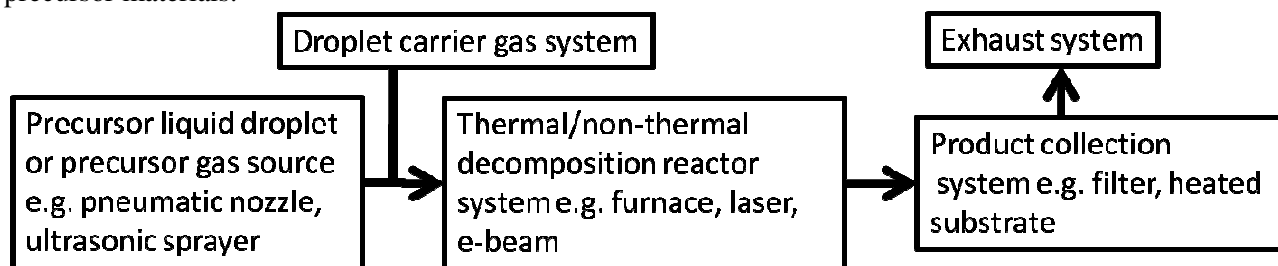 precursor materials.
Droplet carrier gas system
Exhaust system
Precursor liquid droplet
or precursor gas source
e.g. pneumatic nozzle,
ultrasonic sprayer
Thermal/non-thermal
decomposition reactor
system e.g. furnace, laser,
e-beam
Product collection
system e.g. filter, heated
substrate